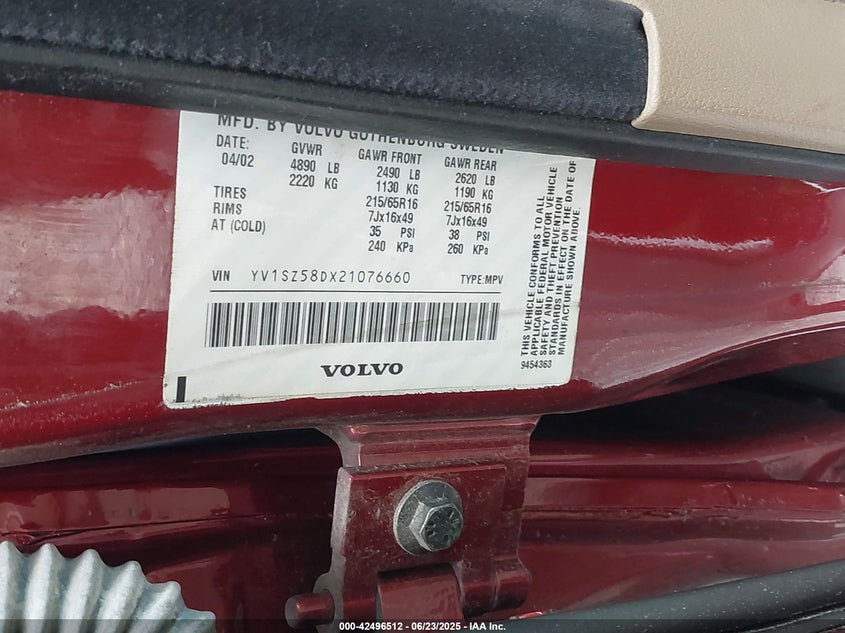 MFD. BY VOLVO GOTHENBURG SWEDEN
DATE: GVWR GAWR FRONT GAWR REAR
04/02 4890 LB 2490 LB 2620 LB
2220 KG 1130 KG 1190 KG
TIRES 215/65R16 215/65R16
RIMS 7Jx16x49 7Jx16x49
AT (COLD) 35 PSI 38 PSI
240 KPa 260 KPa
VIN YV1SZ58DX21076660 TYPE:MPV
VOLVO
THIS VEHICLE CONFORMS TO ALL
APPLICABLE FEDERAL MOTOR VEHICLE
SAFETY AND THEFT PREVENTION
STANDARDS IN EFFECT ON THE DATE OF
MANUFACTURE SHOWN ABOVE.
9454363
000-42496512 - 06/23/2025 - IAA Inc.